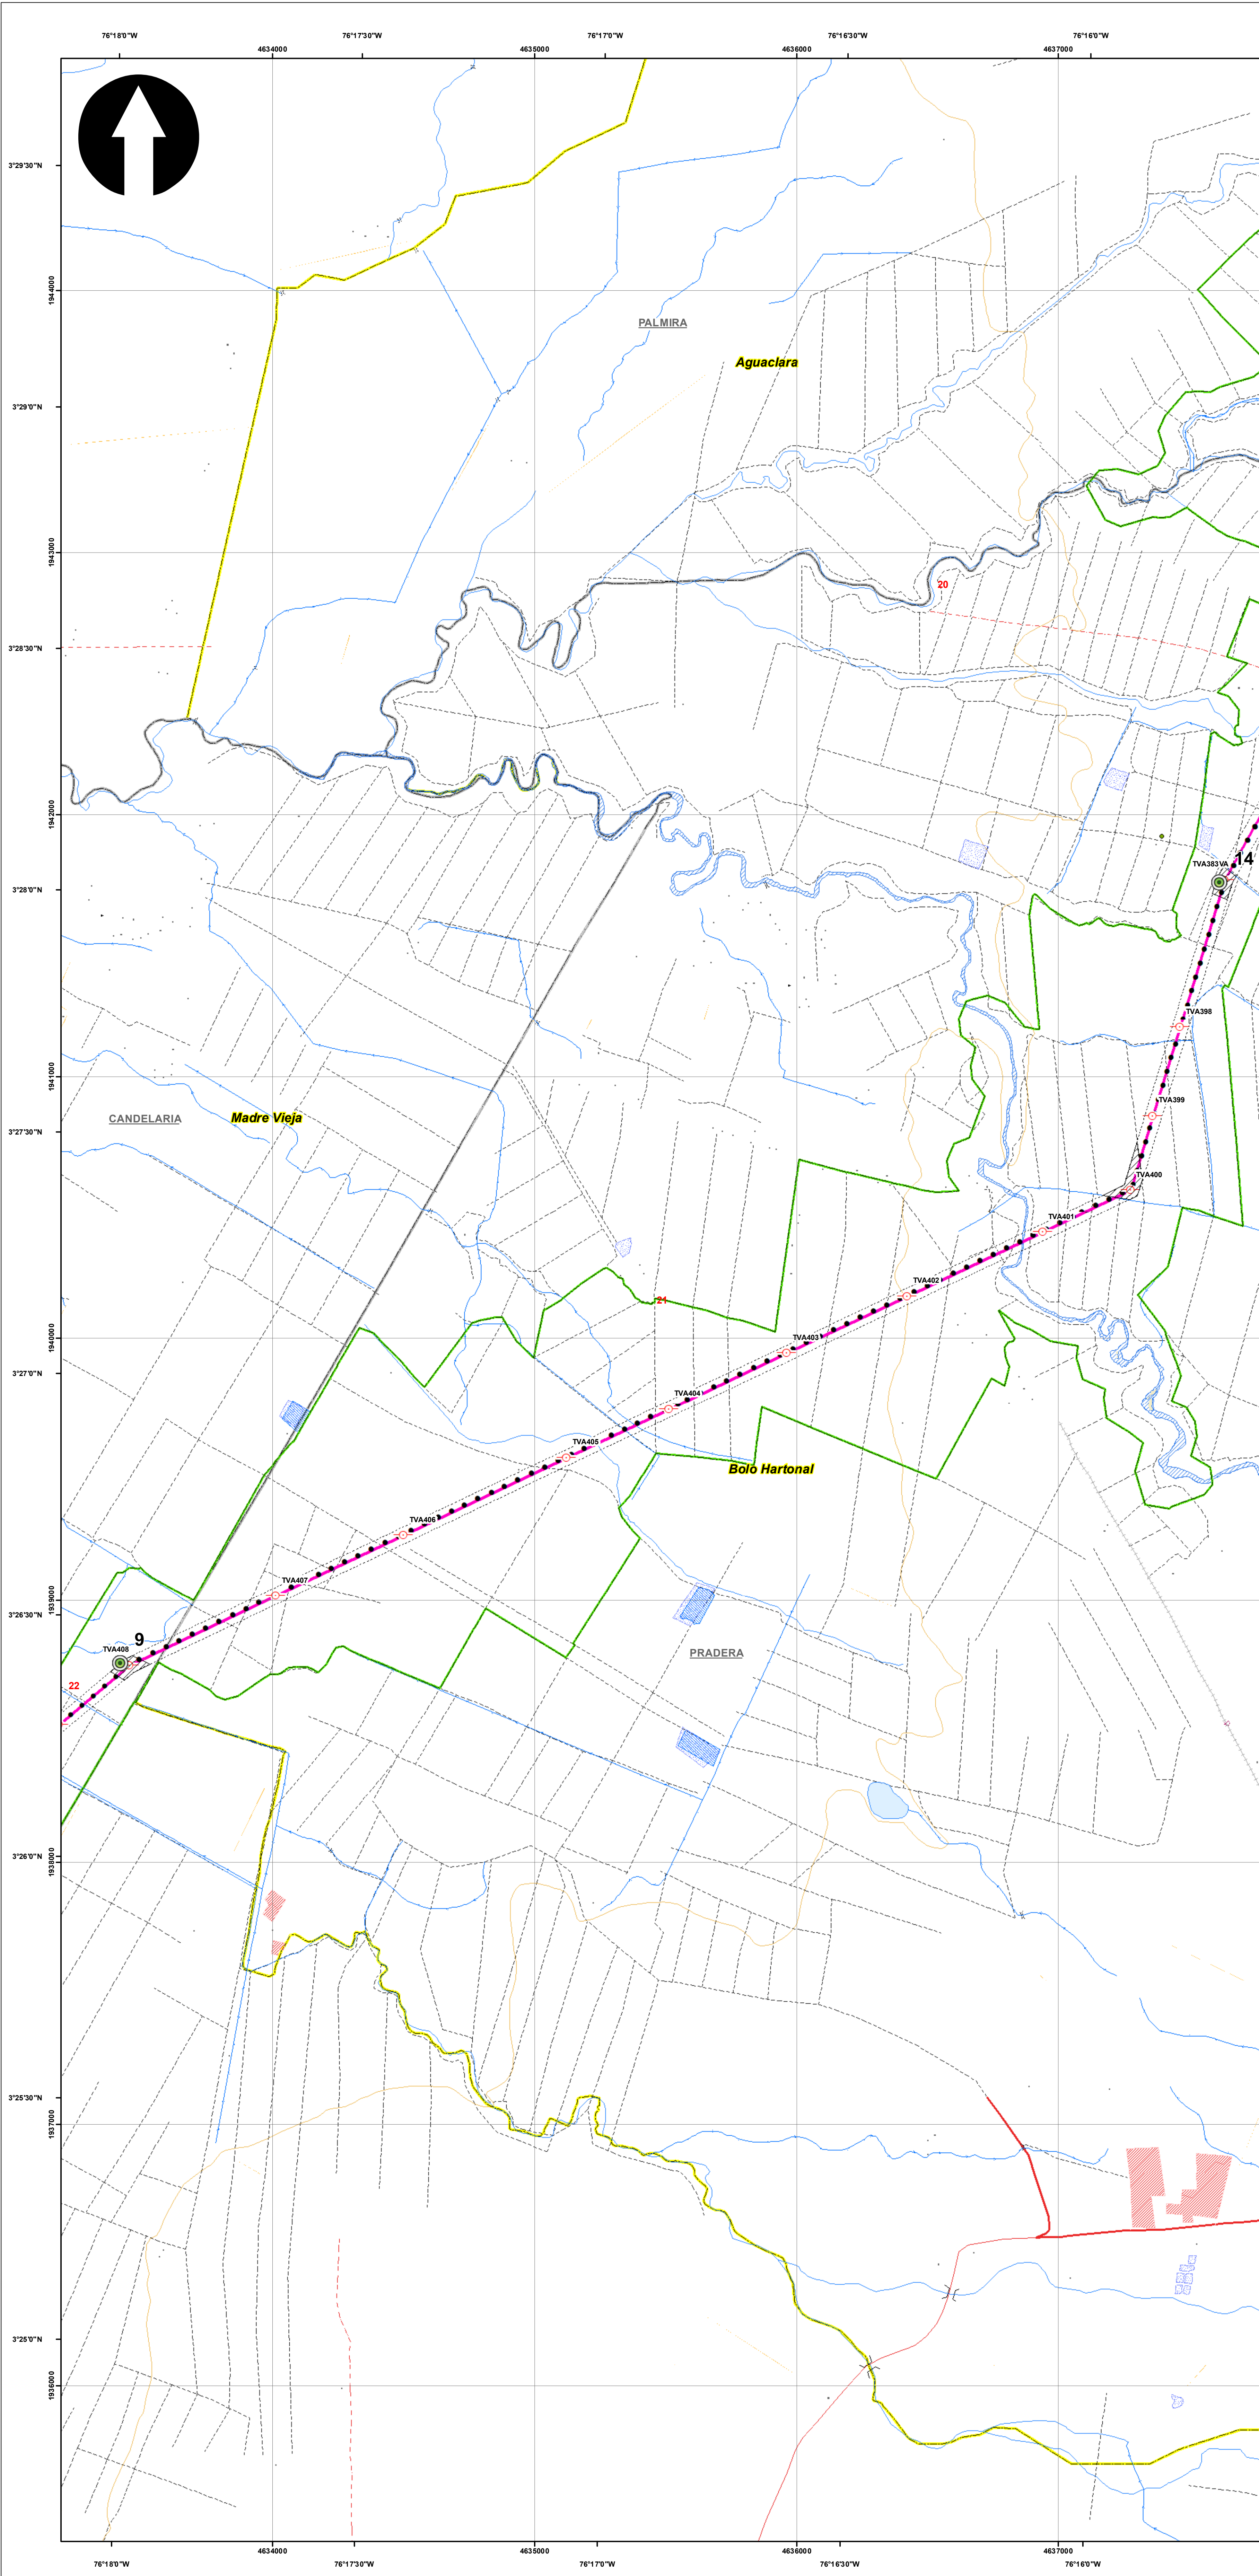 76°18'0"W 76°17'30"W 76°17'0"W 76°16'30"W 76°16'0"W
4634000 4635000 4636000 4637000
3°29'30"N
1944000
PALMIRA
Aguaclara
3°29'0"N
1943000
20
3°28'30"N
1942000
14
TVA383VA
3°28'0"N
TVA398
1941000
TVA399
CANDELARIA
Madre Vieja
3°27'30"N
TVA400
TVA401
TVA402
21
1940000
TVA403
3°27'0"N
TVA404
TVA405
Bolo Hartonal
TVA406
TVA407
1939000
3°26'30"N
9
TVA408
PRADERA
22
3°26'0"N
1938000
3°25'30"N
1937000
3°25'0"N
1936000
4634000 4635000 4636000 4637000
76°18'0"W 76°17'30"W 76°17'0"W 76°16'30"W 76°16'0"W